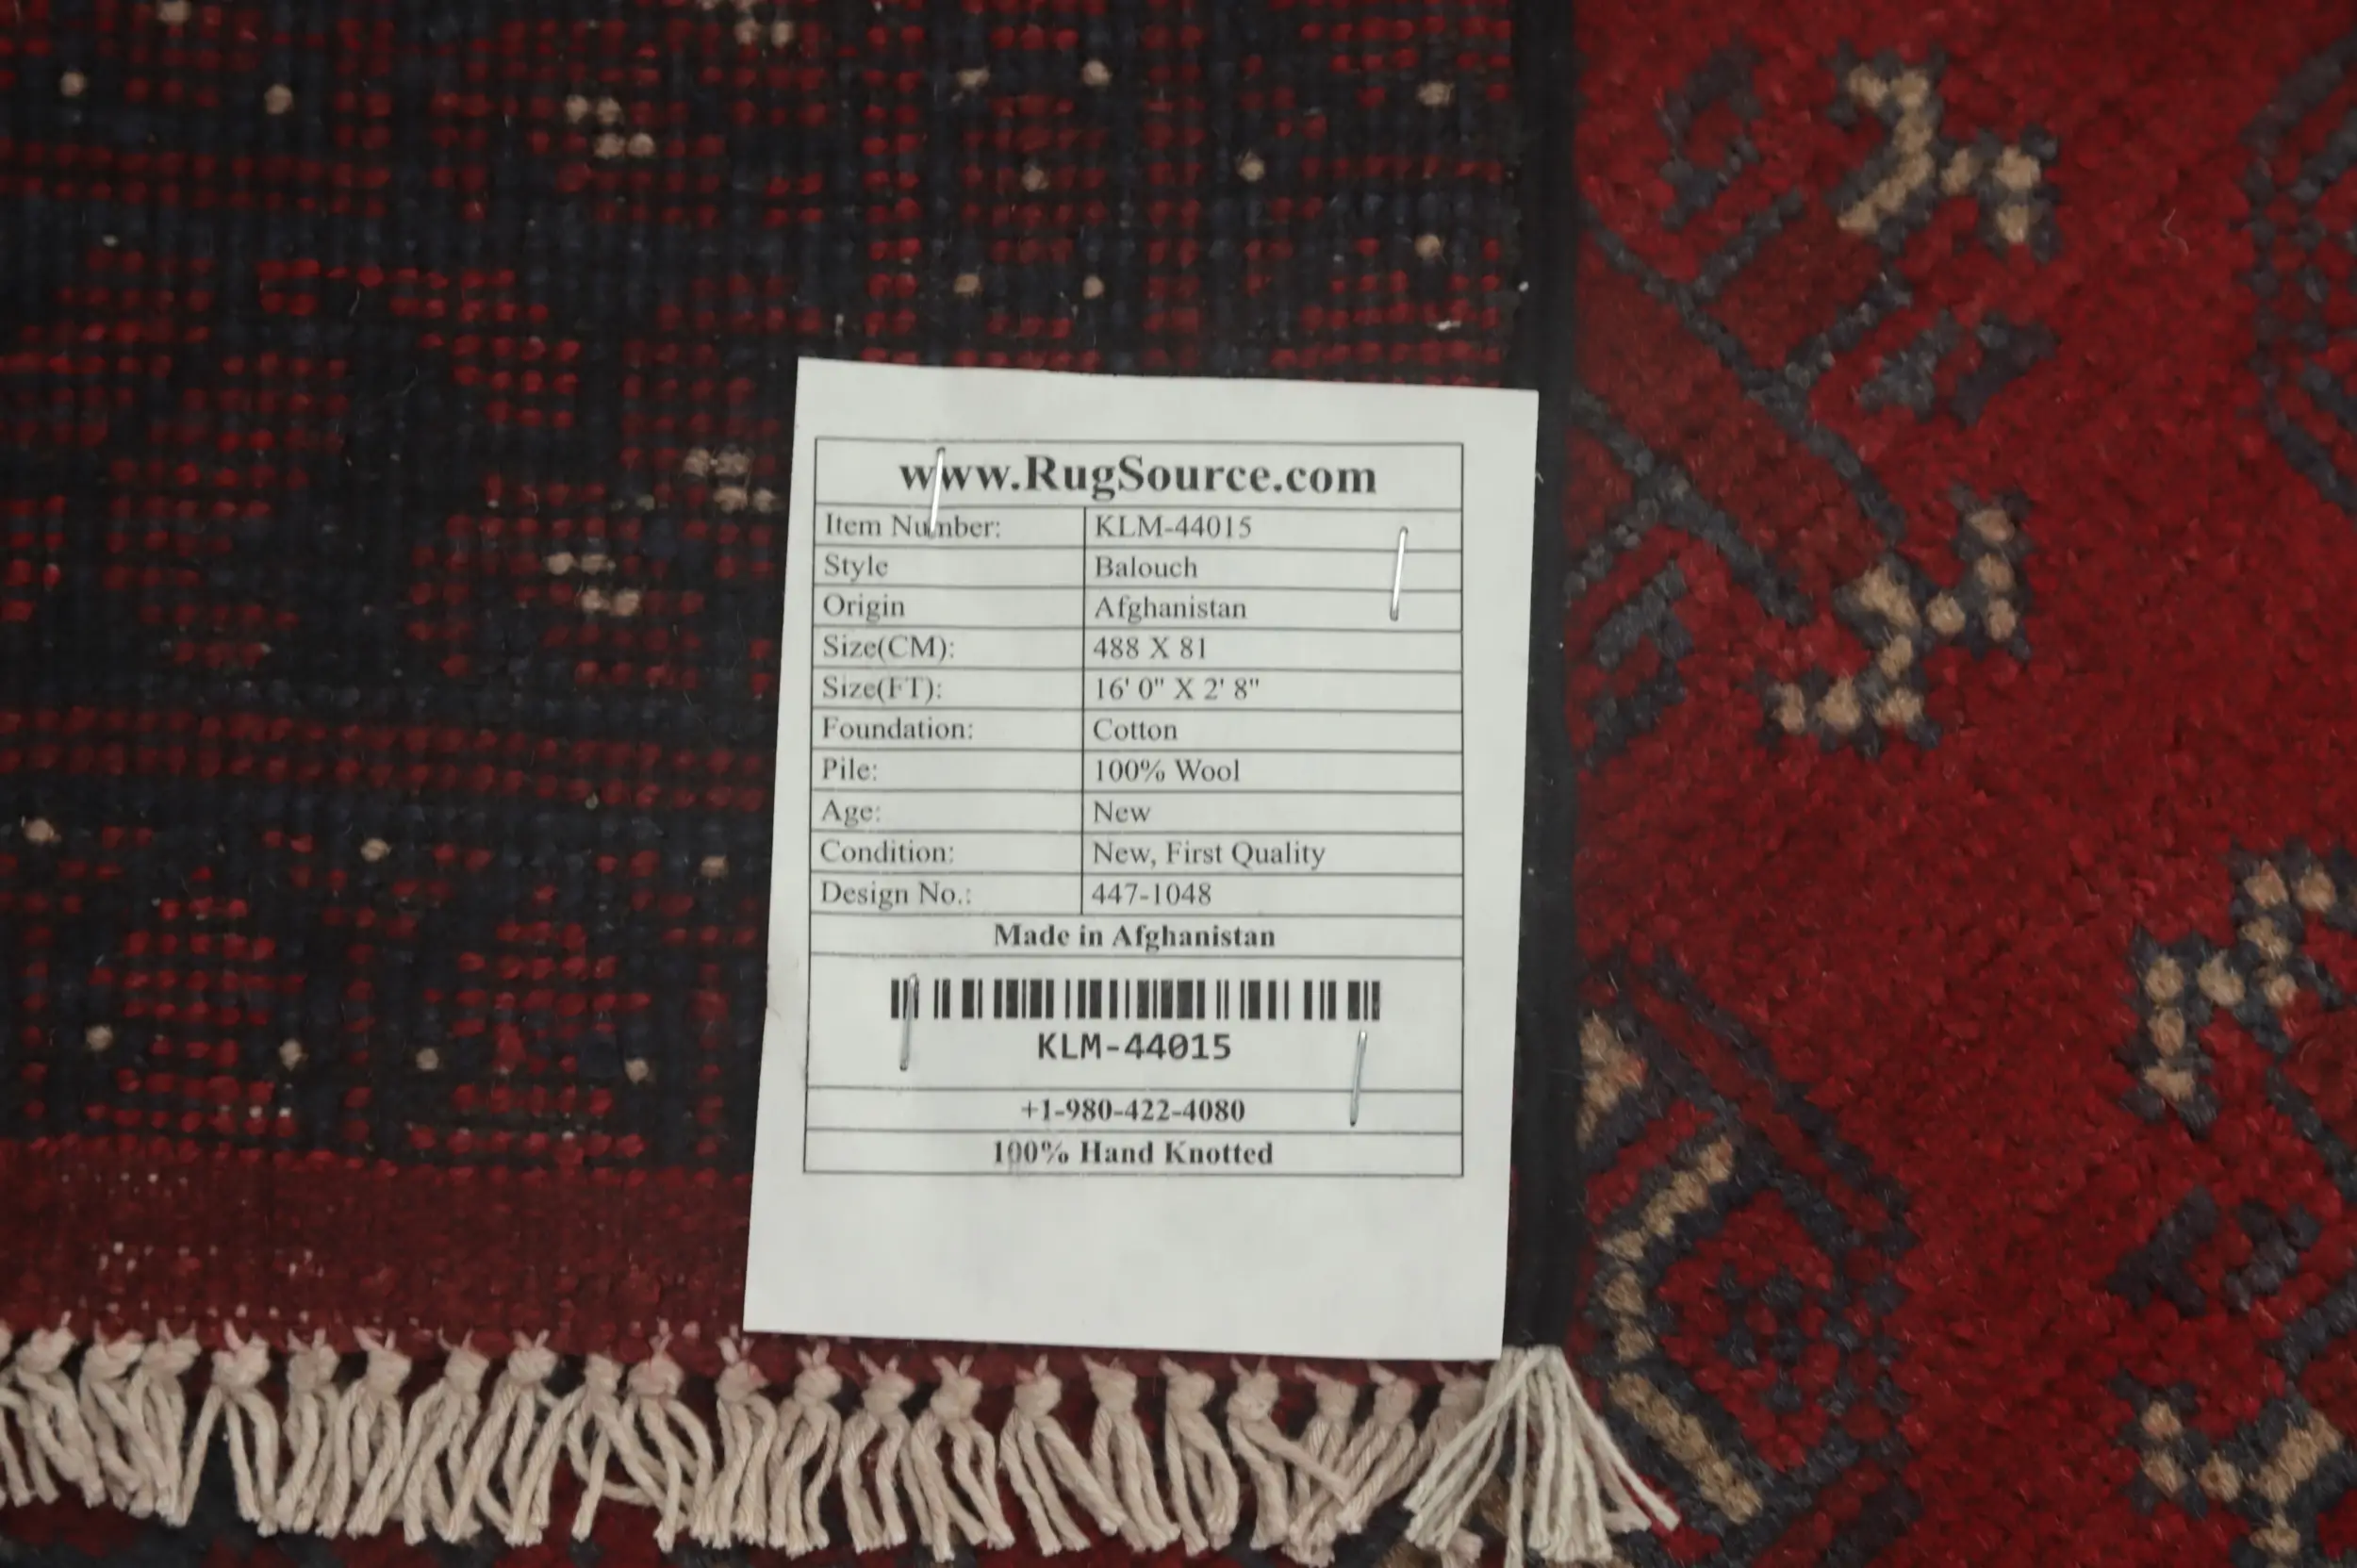 www.RugSource.com
Item Number: KLM-44015
Style Balouch
Origin Afghanistan
Size(CM): 488 X 81
Size(FT): 16' 0" X 2' 8"
Foundation: Cotton
Pile: 100% Wool
Age: New
Condition: New, First Quality
Design No.: 447-1048
Made in Afghanistan
KLM-44015
+1-980-422-4080
100% Hand Knotted